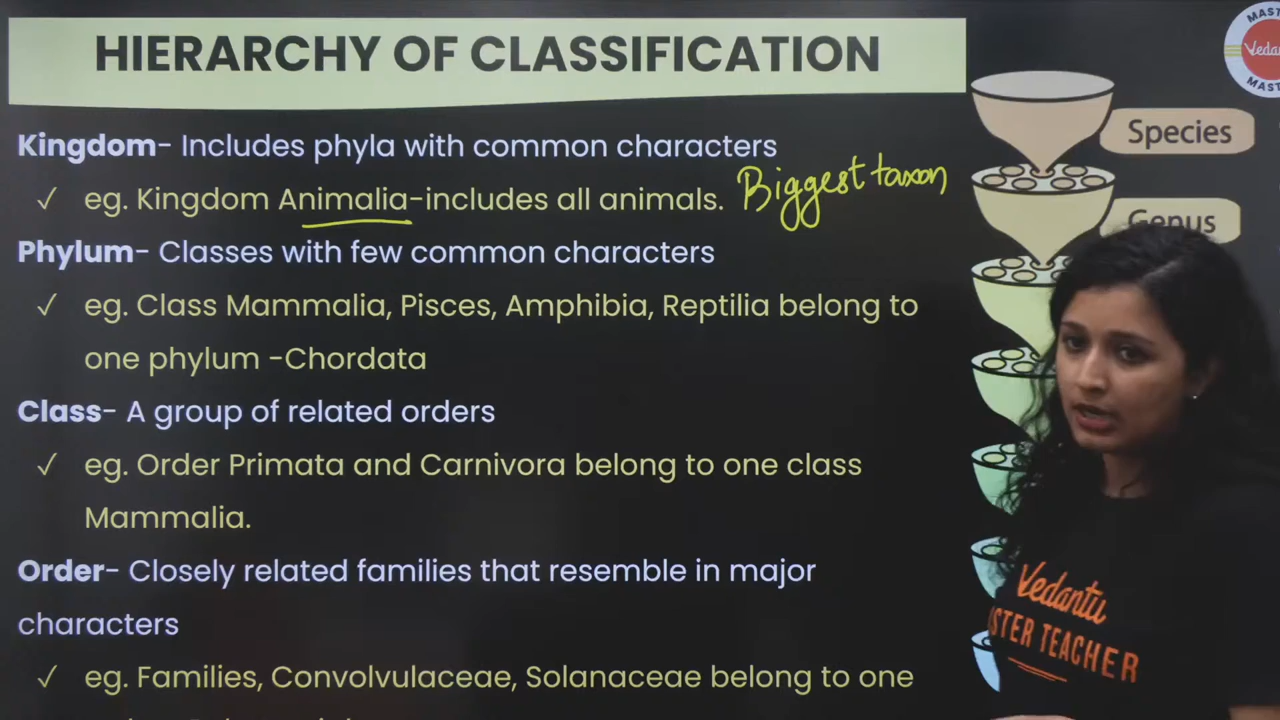 HIERARCHY OF CLASSIFICATION
Kingdom- Includes phyla with common characters
✓ eg. Kingdom Animalia-includes all animals.
Biggest taxon
Phylum- Classes with few common characters
✓ eg. Class Mammalia, Pisces, Amphibia, Reptilia belong to
one phylum -Chordata
Class- A group of related orders
✓ eg. Order Primata and Carnivora belong to one class
Mammalia.
Order- Closely related families that resemble in major
characters
✓ eg. Families, Convolvulaceae, Solanaceae belong to one
Species
Genus
Vedantu
TEACHER